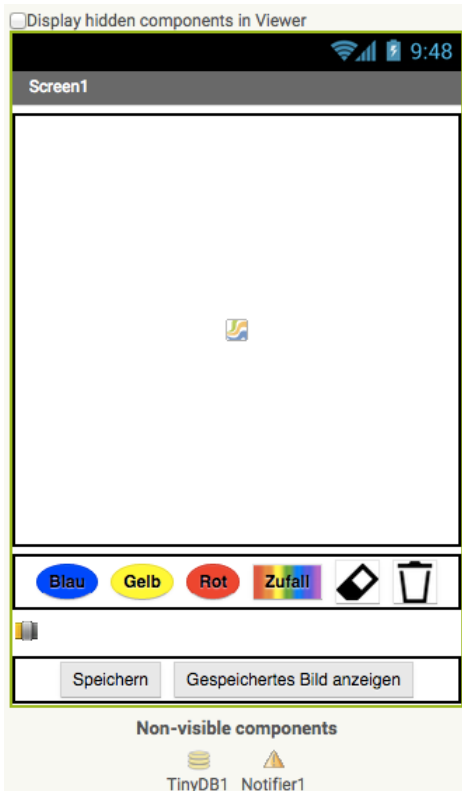 Display hidden components in Viewer
9:48
Screen1
Blau Gelb Rot Zufall
Speichern Gespeichertes Bild anzeigen
Non-visible components
TinyDB1 Notifier1